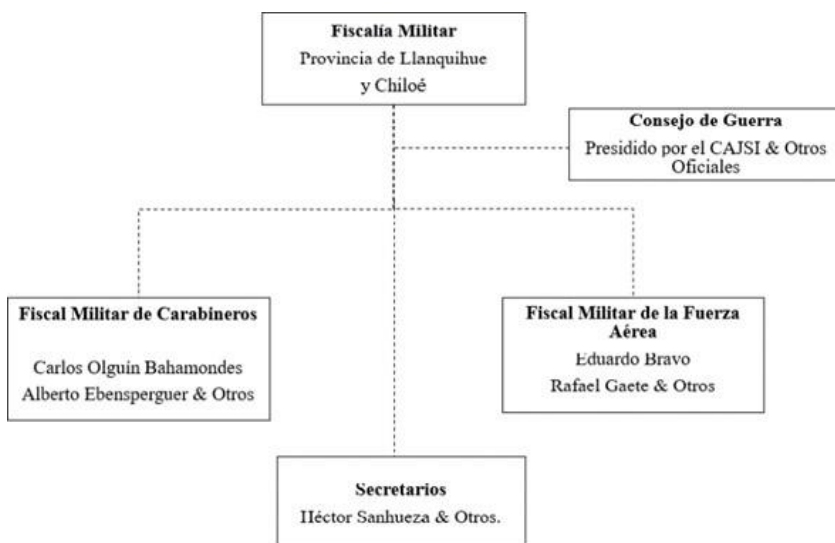 Fiscalía Militar
Provincia de Llanquihue
y Chiloé
Consejo de Guerra
Presidido por el CAJSI & Otros
Oficiales
Fiscal Militar de Carabineros
Carlos Olguín Bahamondes
Alberto Ebensperguer & Otros
Fiscal Militar de la Fuerza
Aérea
Eduardo Bravo
Rafael Gaete & Otros
Secretarios
Héctor Sanhueza & Otros.